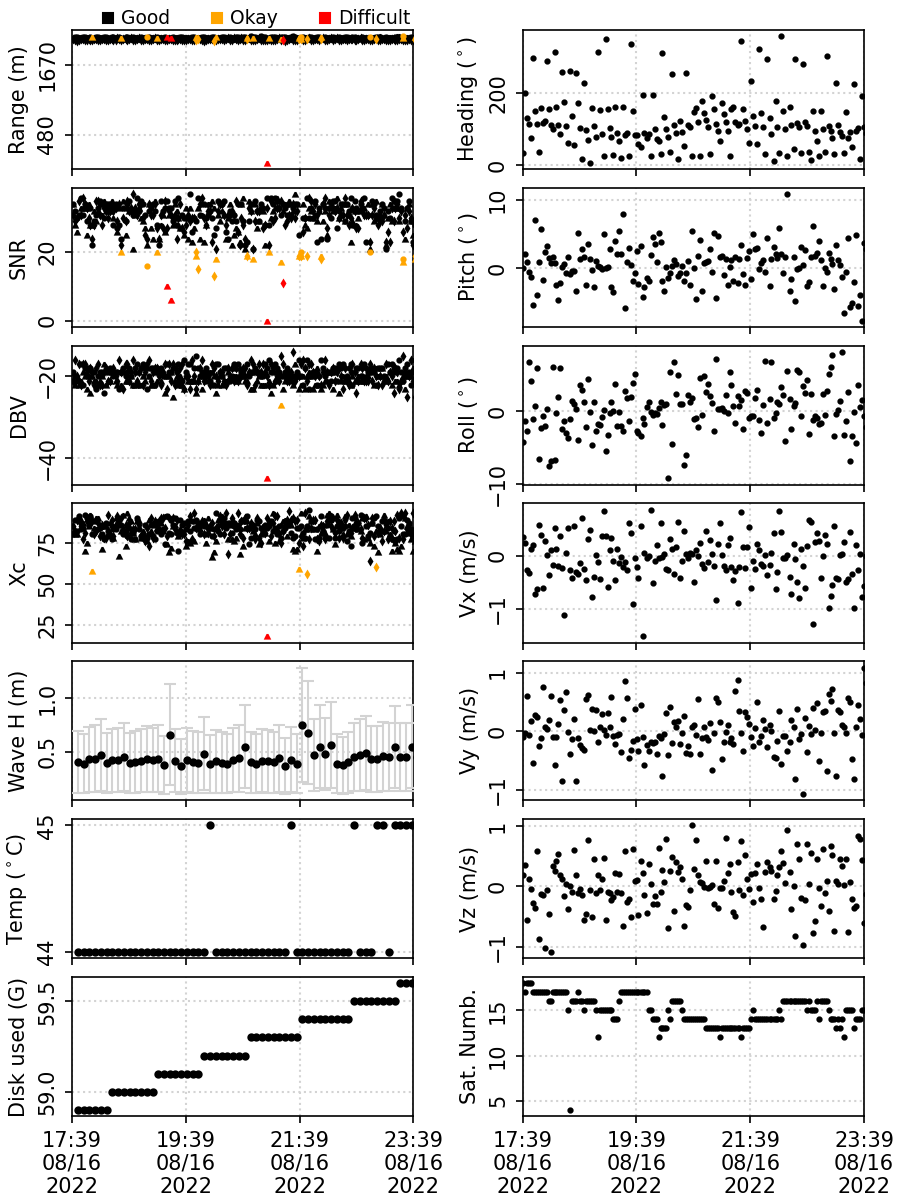 Good Okay Difficult
Range (m)
1670
480
Heading (°)
200
0
SNR
20
0
Pitch (°)
10
0
DBV
−20
−40
Roll (°)
0
−10
Xc
75
50
25
Vx (m/s)
0
−1
Wave H (m)
1.0
0.5
Vy (m/s)
1
0
−1
Temp (°C)
45
44
Vz (m/s)
1
0
−1
Disk used (G)
59.5
59.0
Sat. Numb.
15
10
5
17:39 19:39 21:39 23:39 17:39 19:39 21:39 23:39
08/16 08/16 08/16 08/16 08/16 08/16 08/16 08/16
2022 2022 2022 2022 2022 2022 2022 2022